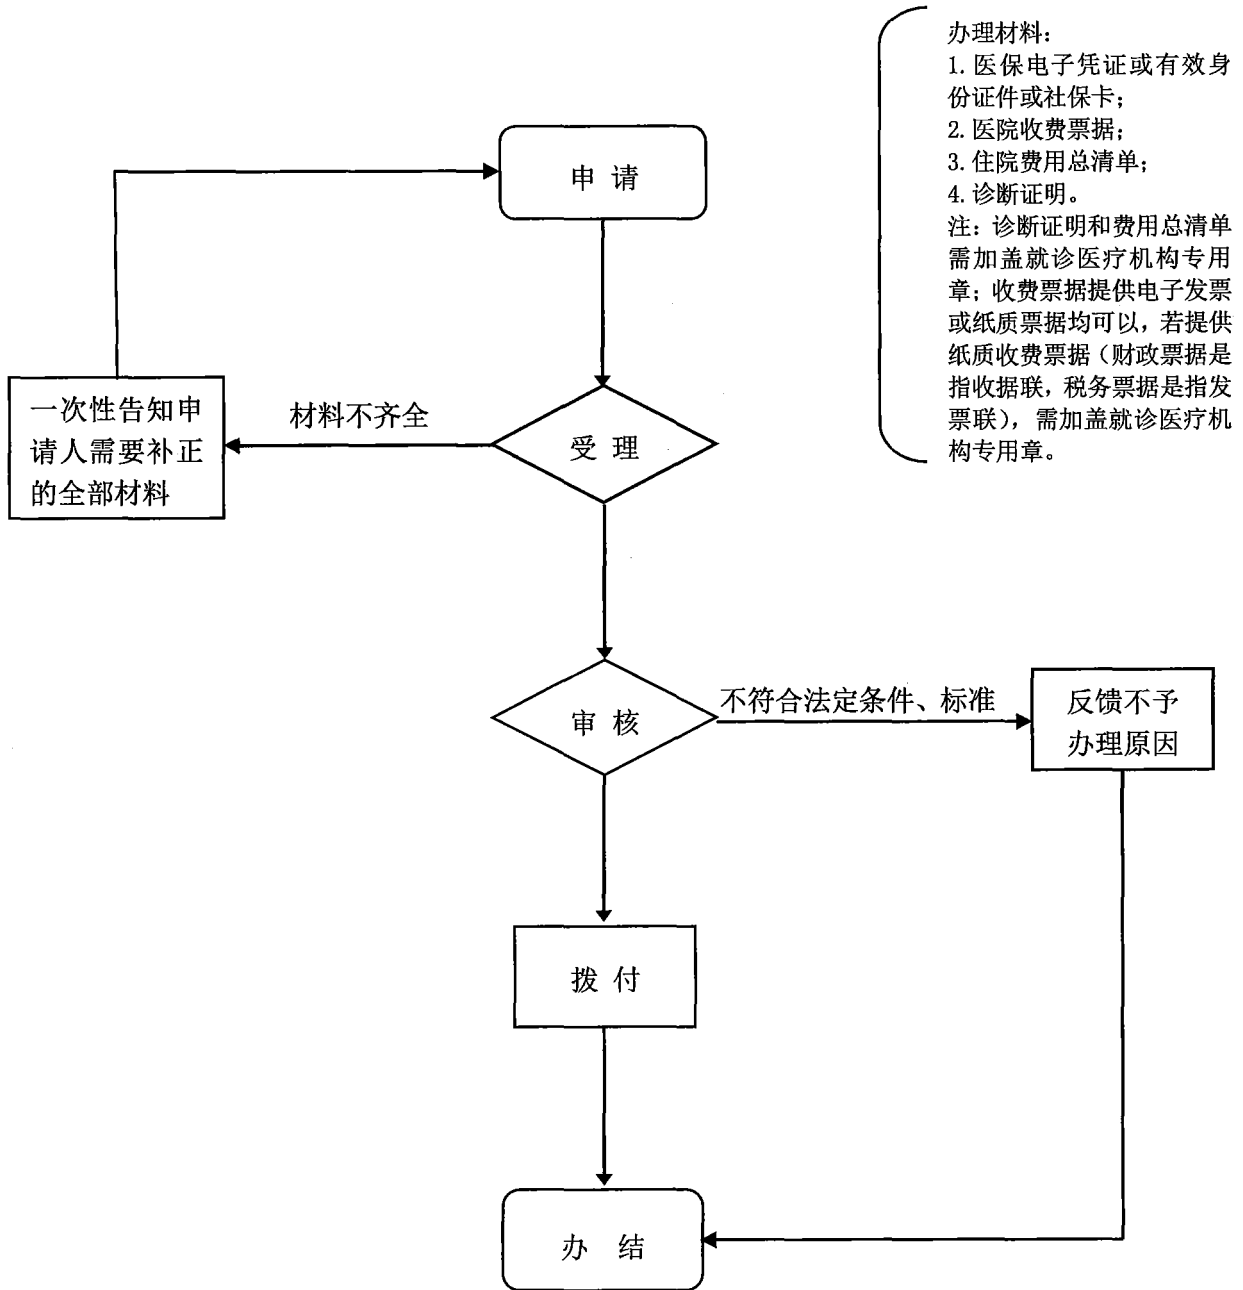 办理材料：
1. 医保电子凭证或有效身
份证件或社保卡；
2. 医院收费票据；
3. 住院费用总清单；
4. 诊断证明。
注：诊断证明和费用总清单
需加盖就诊医疗机构专用
章；收费票据提供电子发票
或纸质票据均可以，若提供
纸质收费票据（财政票据是
指收据联，税务票据是指发
票联），需加盖就诊医疗机
构专用章。
申 请
材料不齐全
一次性告知申
请人需要补正
的全部材料
受 理
审 核
不符合法定条件、标准
反馈不予
办理原因
拨 付
办 结